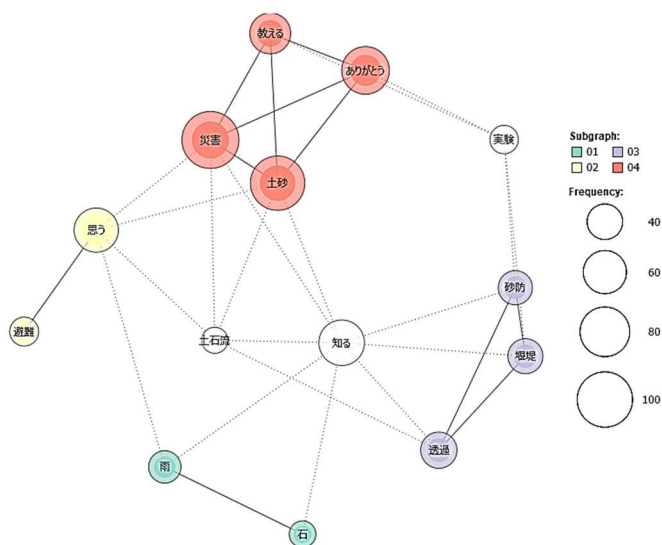 教える
ありがとう
災害
実験
土砂
思う
砂防
避難
土石流
知る
堰堤
透過
雨
石
Subgraph:
01 03
02 04
Frequency:
40
60
80
100